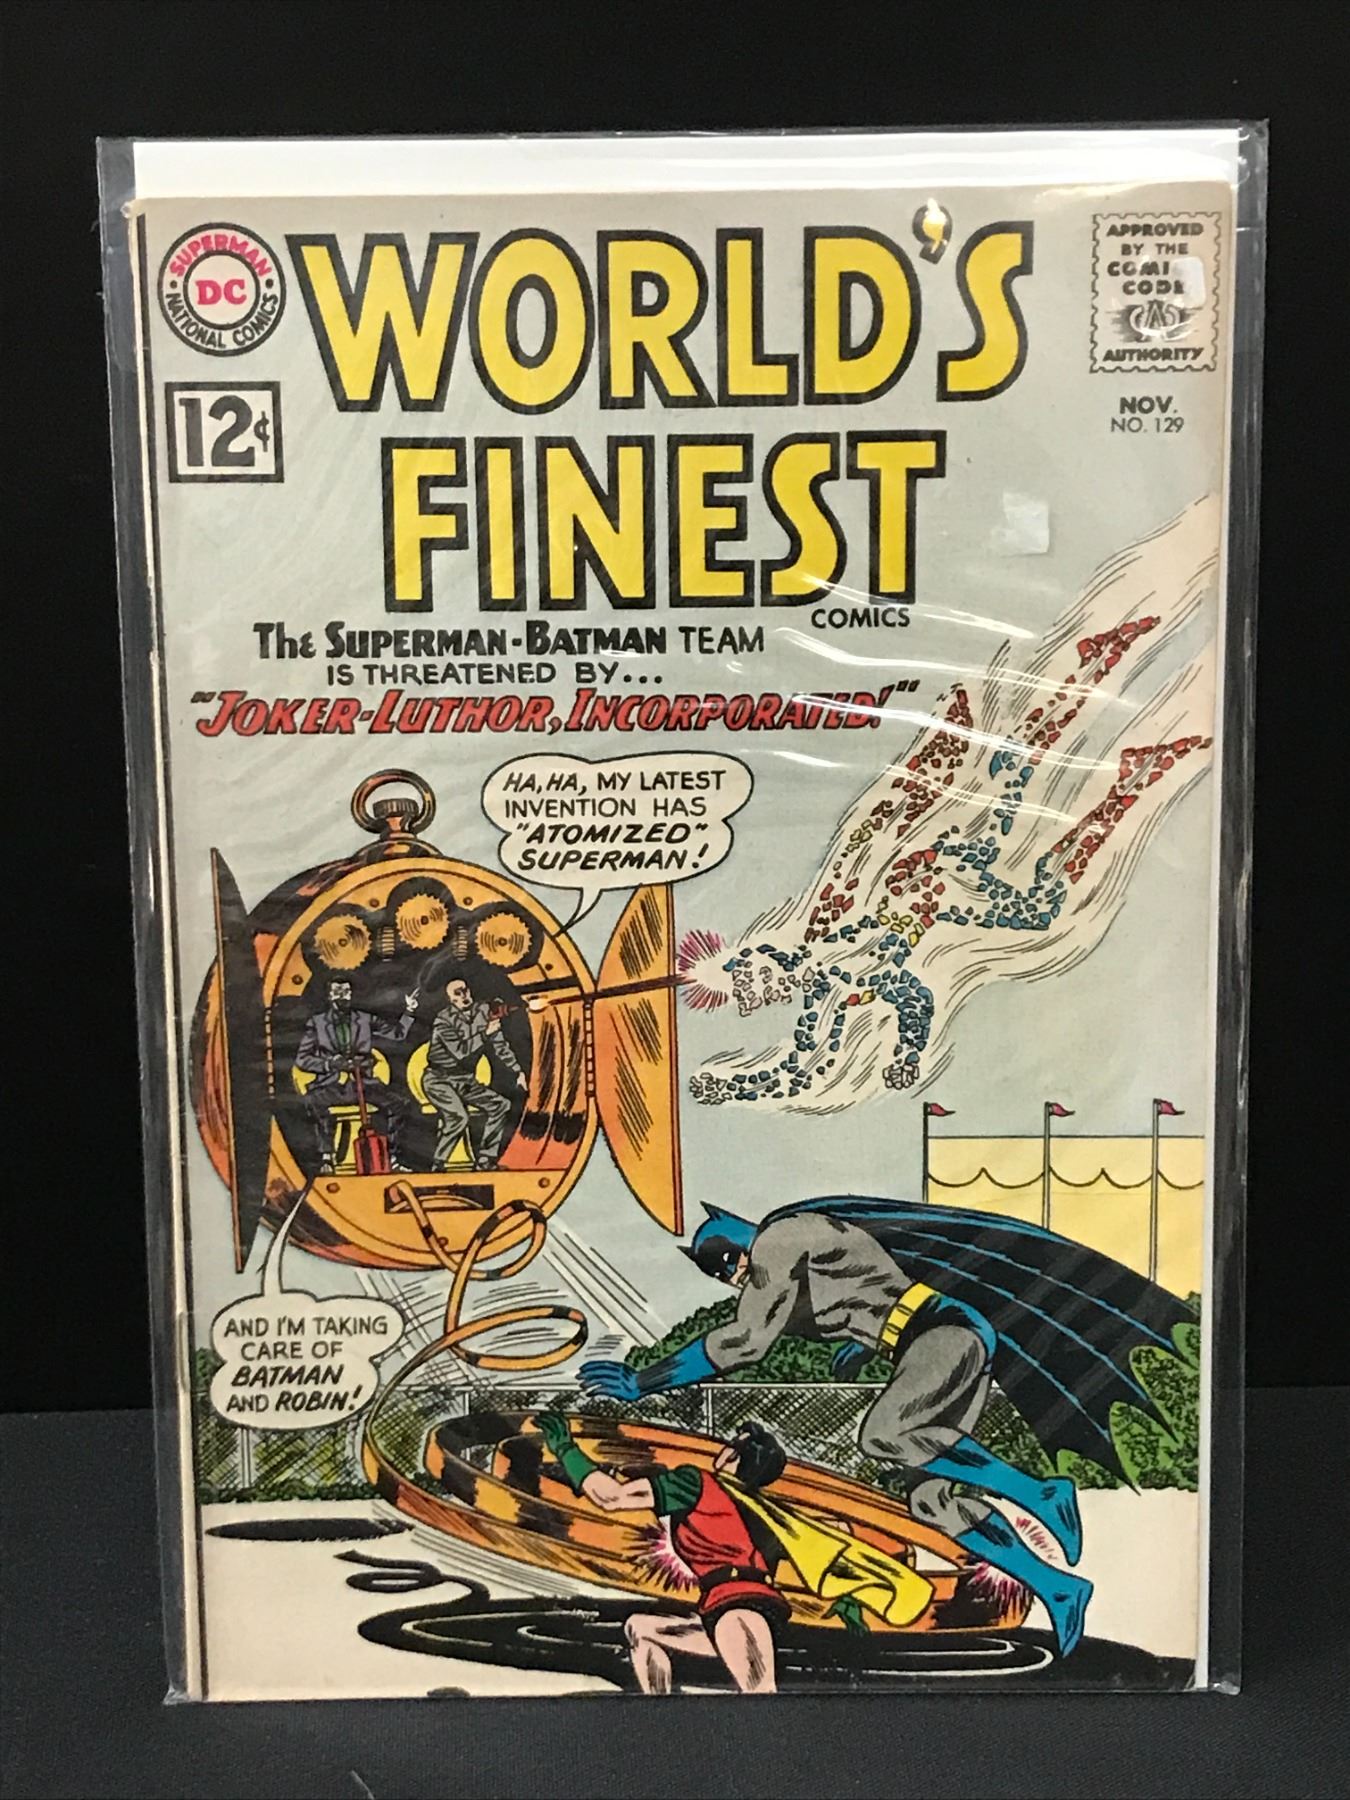 SUPERMAN
DC
NATIONAL COMICS
WORLD'S
FINEST
COMICS
12¢
APPROVED
BY THE
COMI
CODE
CA
AUTHORITY
NOV.
NO. 129
The SUPERMAN-BATMAN TEAM
IS THREATENED BY...
"JOKER-LUTHOR, INCORPORATED!"
HA, HA, MY LATEST
INVENTION HAS
"ATOMIZED"
SUPERMAN!
AND I'M TAKING
CARE OF
BATMAN
AND ROBIN!